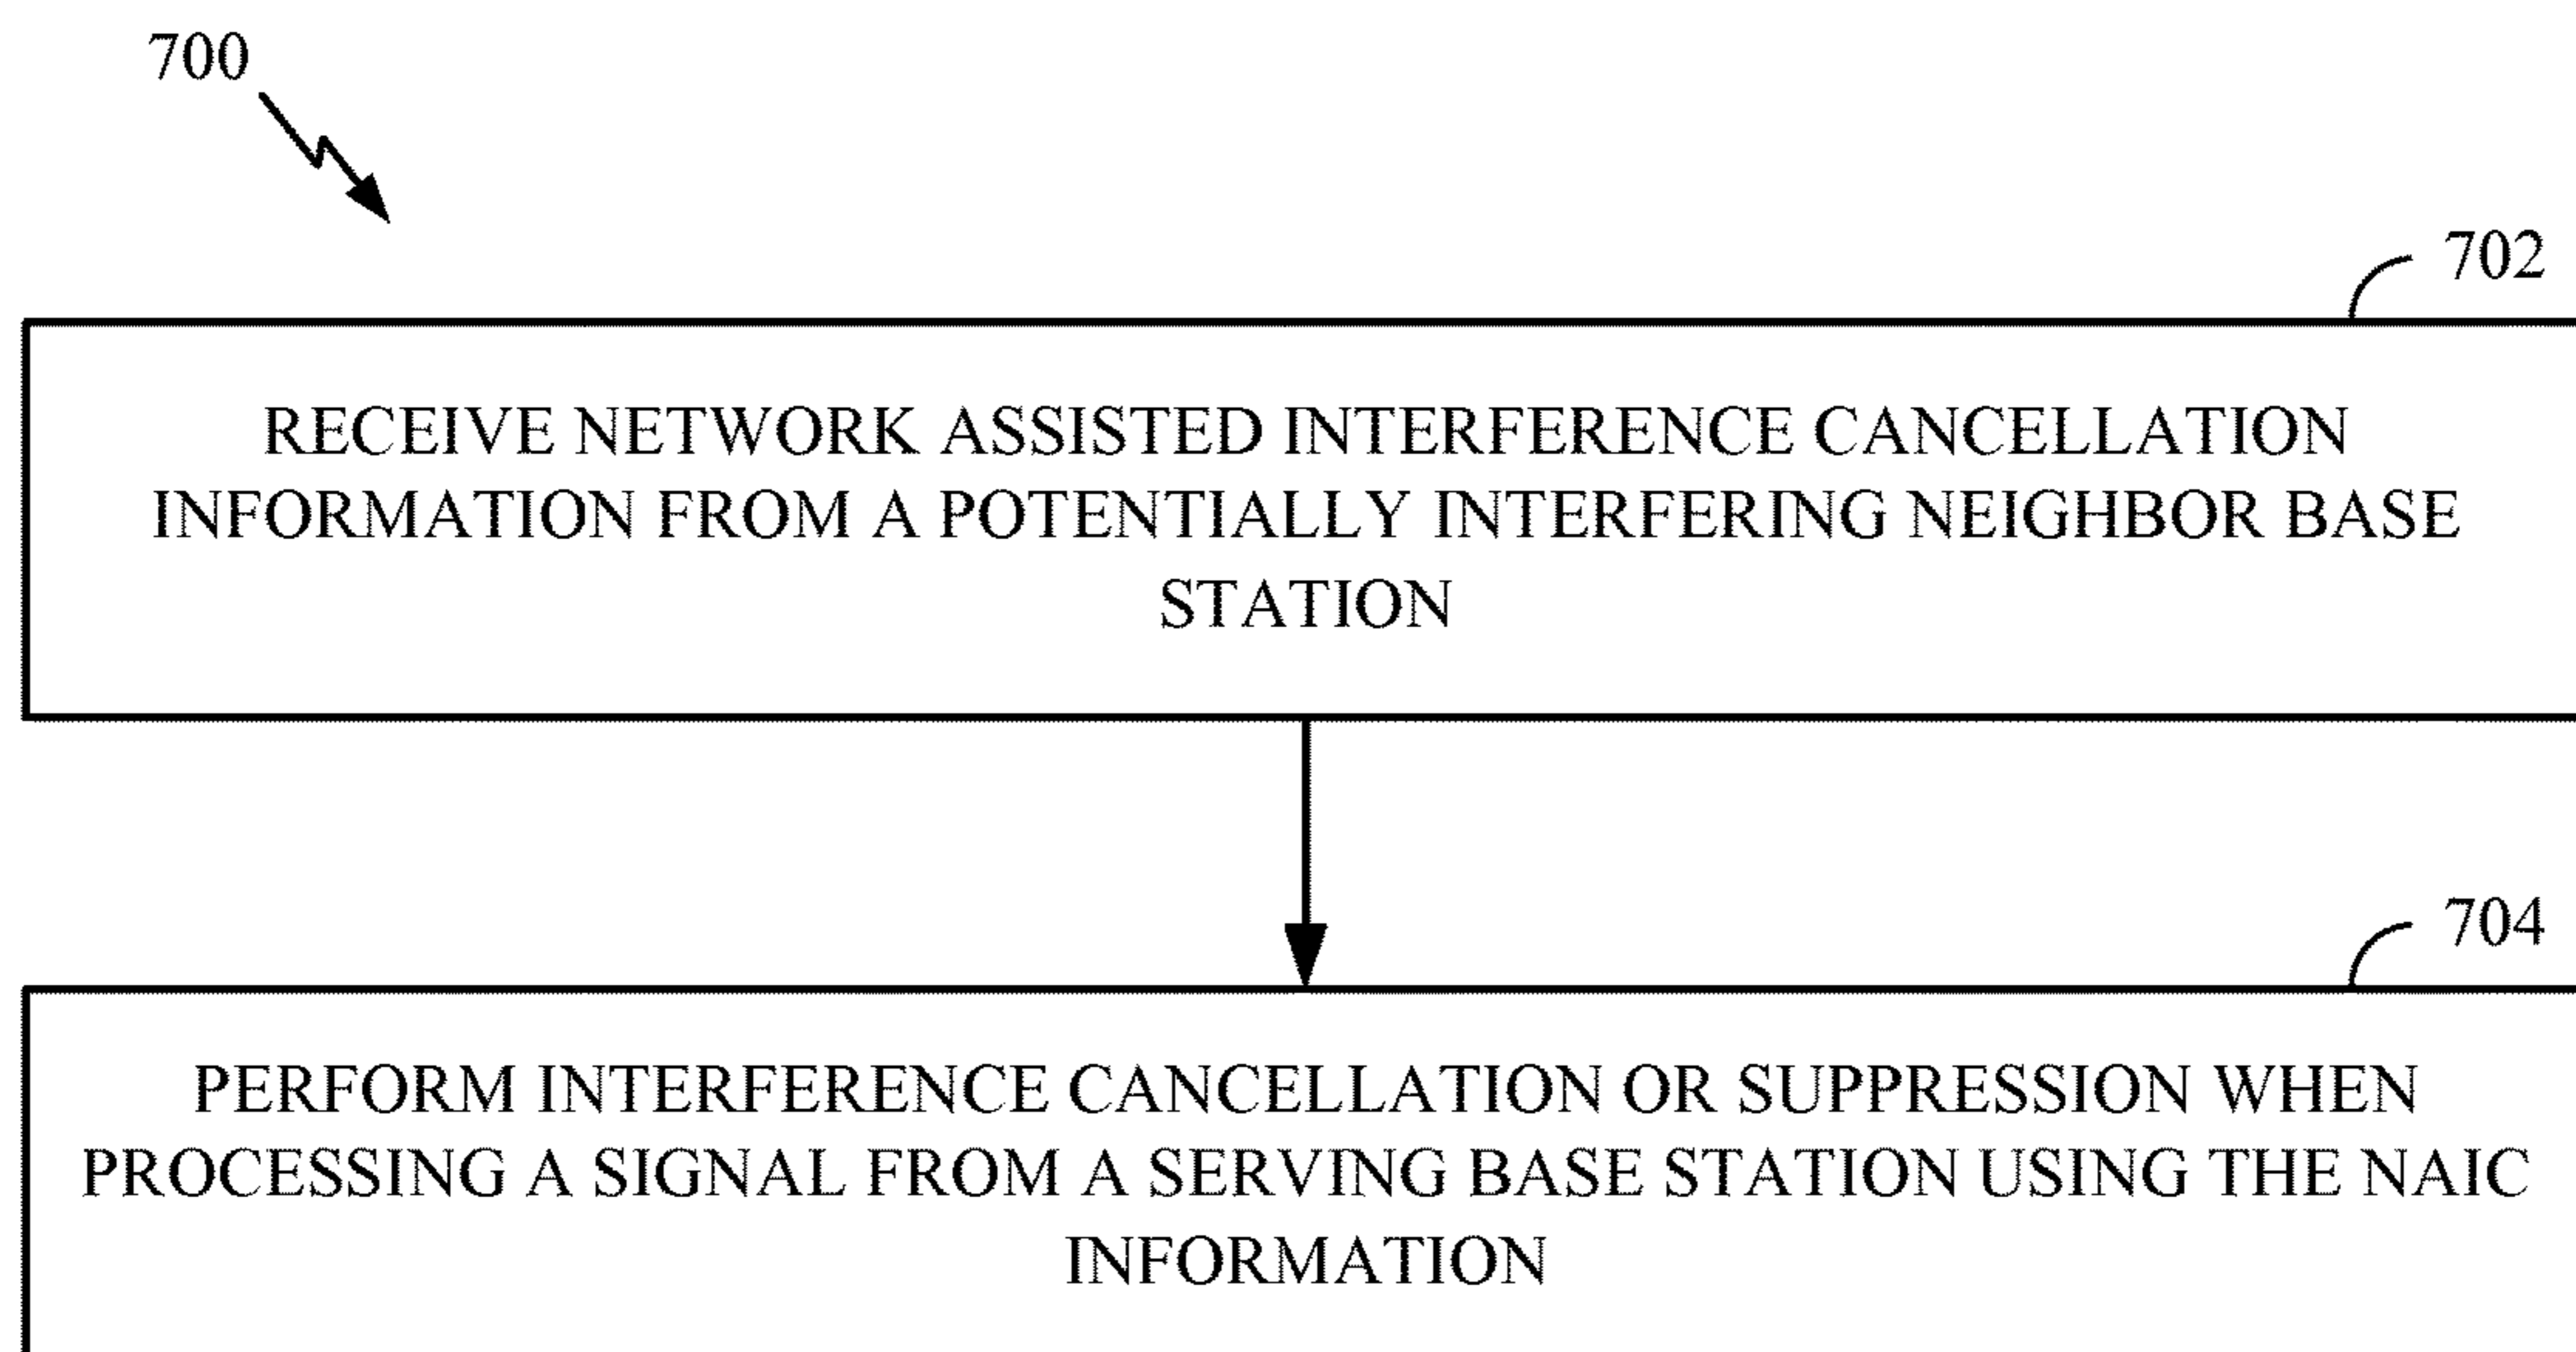 700
702
RECEIVE NETWORK ASSISTED INTERFERENCE CANCELLATION
INFORMATION FROM A POTENTIALLY INTERFERING NEIGHBOR BASE
STATION
704
PERFORM INTERFERENCE CANCELLATION OR SUPPRESSION WHEN
PROCESSING A SIGNAL FROM A SERVING BASE STATION USING THE NAIC
INFORMATION